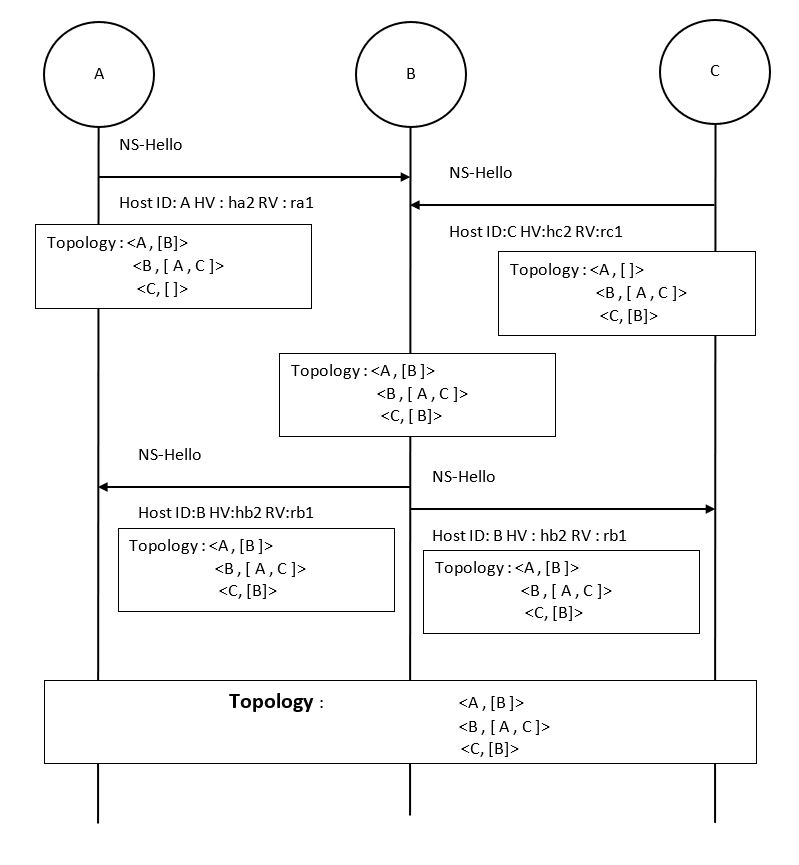 A
B
C
NS-Hello
NS-Hello
Host ID: A HV : ha2 RV : ra1
Host ID:C HV:hc2 RV:rc1
Topology : <A , [B]>
<B , [ A , C ]>
<C, [ ]>
Topology : <A , [ ]>
<B , [ A , C ]>
<C, [B]>
Topology : <A , [B ]>
<B , [ A , C ]>
<C, [ B]>
NS-Hello
NS-Hello
Host ID:B HV:hb2 RV:rb1
Host ID: B HV : hb2 RV : rb1
Topology : <A , [B ]>
<B , [ A , C ]>
<C, [B]>
Topology : <A , [B ]>
<B , [ A , C ]>
<C, [B]>
Topology : <A , [B ]>
<B , [ A , C ]>
<C, [B]>